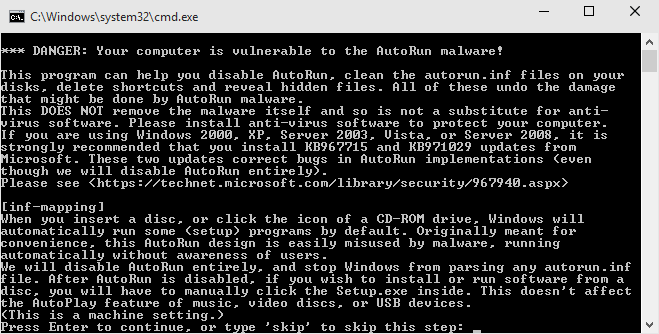 C:\Windows\system32\cmd.exe
*** DANGER: Your computer is vulnerable to the AutoRun malware!
This program can help you disable AutoRun, clean the autorun.inf files on your
disks, delete shortcuts and reveal hidden files. All of these undo the damage
that might be done by AutoRun malware.
This DOES NOT remove the malware itself and so is not a substitute for anti-
virus software. Please install anti-virus software to protect your computer.
If you are using Windows 2000, XP, Server 2003, Vista, or Server 2008, it is
strongly recommended that you install KB967715 and KB971029 updates from
Microsoft. These two updates correct bugs in AutoRun implementations (even
though we will disable AutoRun entirely).
Please see <https://technet.microsoft.com/library/security/967940.aspx>
[inf-mapping]
When you insert a disc, or click the icon of a CD-ROM drive, Windows will
automatically run some (setup) programs by default. Originally meant for
convenience, this AutoRun design is easily misused by malware, running
automatically without awareness of users.
We will disable AutoRun entirely, and stop Windows from parsing any autorun.inf
file. After AutoRun is disabled, if you wish to install or run software from a
disc, you will have to manually click the Setup.exe inside. This doesn't affect
the AutoPlay feature of music, video discs, or USB devices.
(This is a machine setting.)
Press Enter to continue, or type 'skip' to skip this step: